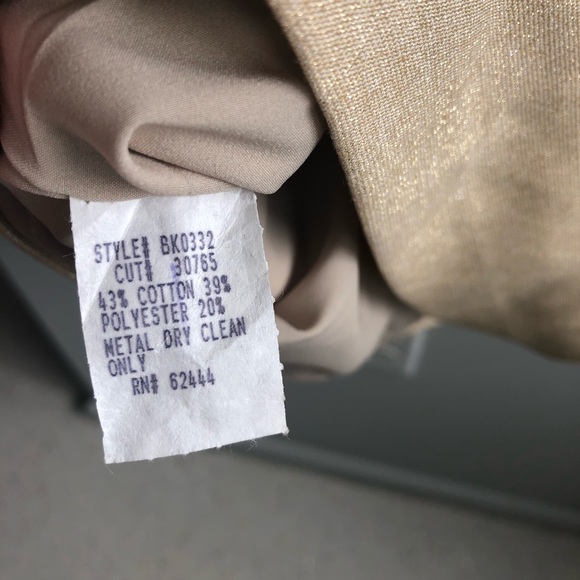 STYLE# BK0332
CUT# 30765
43% COTTON 39%
POLYESTER 20%
METAL DRY CLEAN
ONLY
RN# 62444